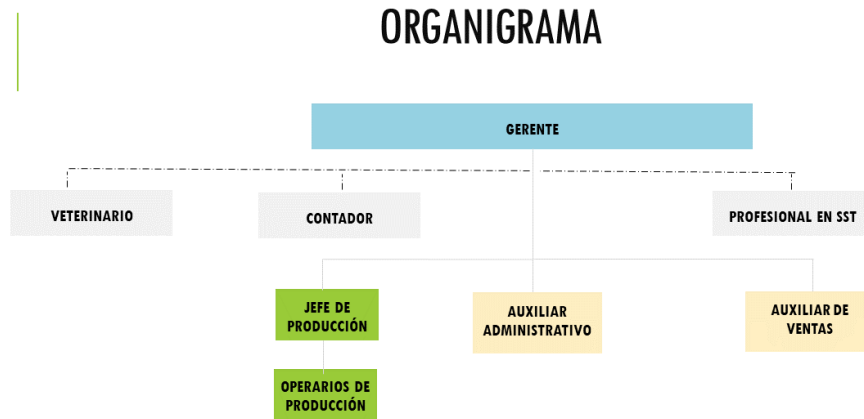 ORGANIGRAMA
GERENTE
VETERINARIO
CONTADOR
PROFESIONAL EN SST
JEFE DE
PRODUCCIÓN
AUXILIAR
ADMINISTRATIVO
AUXILIAR DE
VENTAS
OPERARIOS DE
PRODUCCIÓN